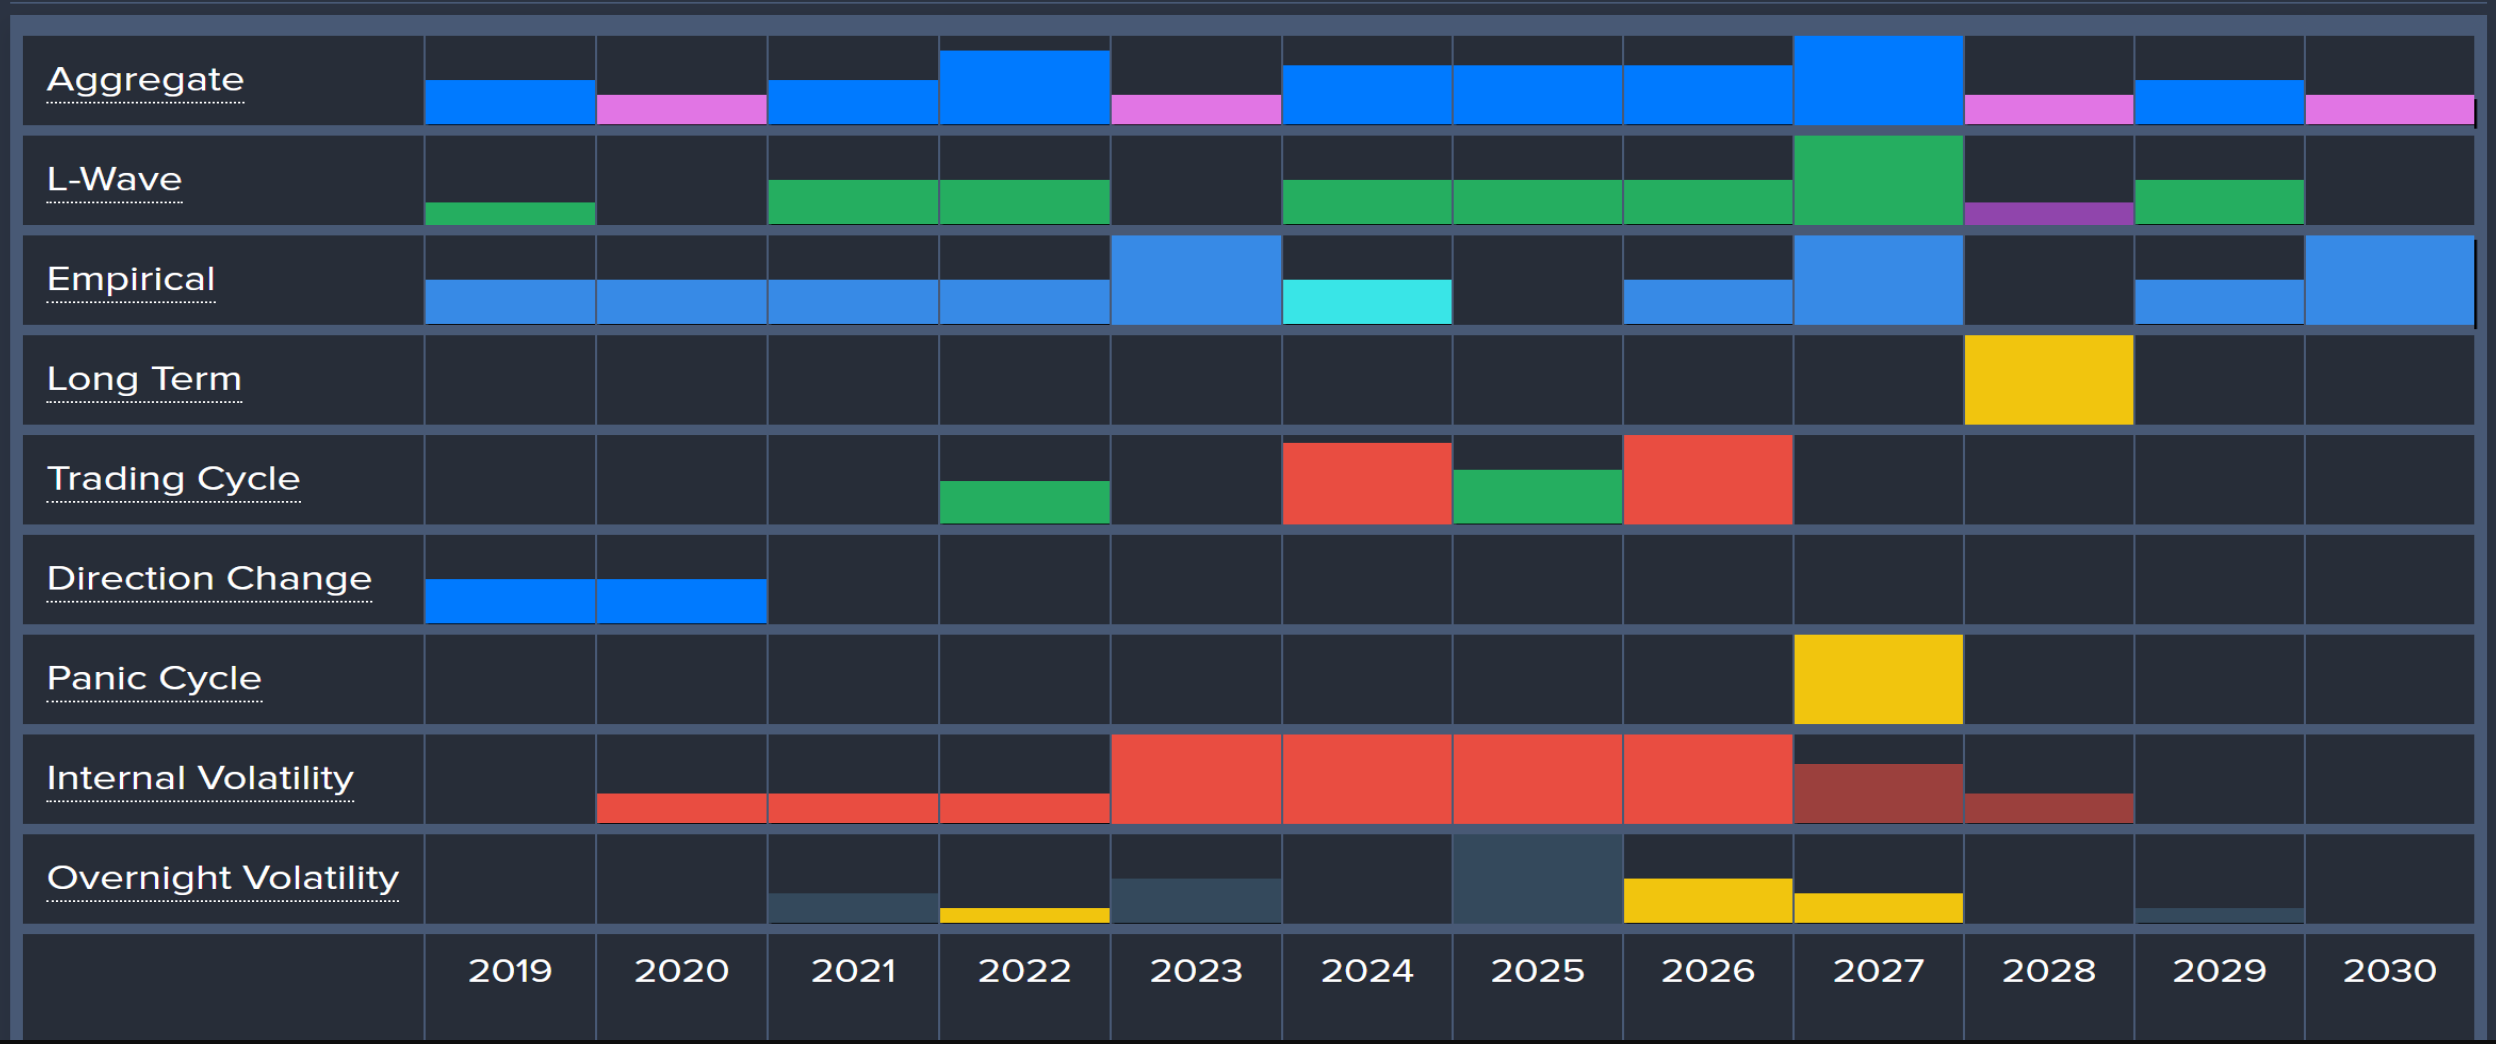 Aggregate
L-Wave
Empirical
Long Term
Trading Cycle
Direction Change
Panic Cycle
Internal Volatility
Overnight Volatility
2019 2020 2021 2022 2023 2024 2025 2026 2027 2028 2029 2030